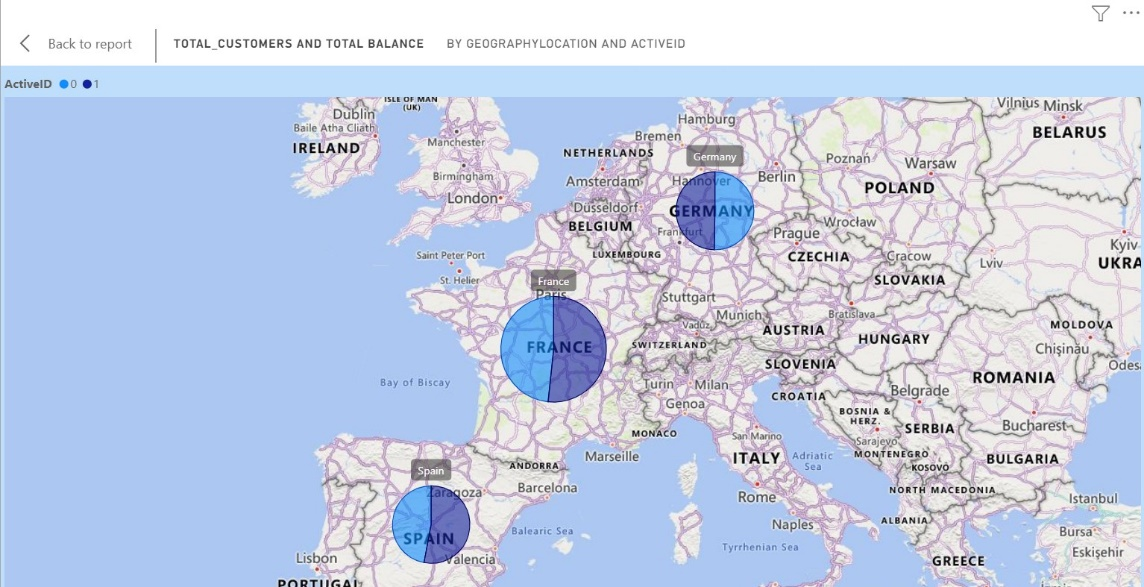 Back to report
TOTAL_CUSTOMERS AND TOTAL BALANCE
BY GEOGRAPHYLOCATION AND ACTIVEID
ActiveID 0 1
ISLE OF MAN
(UK)
Dublin
Baile Átha Cliath
IRELAND
Manchester
Birmingham
London
NETHERLANDS
Amsterdam
Bremen
Hamburg
Germany
Hannover
Berlin
Poznań
Warsaw
POLAND
Vilnius
Minsk
BELARUS
Düsseldorf
BELGIUM
GERMANY
Frankfurt
LUXEMBOURG
Prague
Wrocław
CZECHIA
Cracow
Lviv
Kyiv
UKRA
SLOVAKIA
Saint Peter Port
St. Helier
France
Paris
FRANCE
Stuttgart
Munich
Vaduz
SWITZERLAND
AUSTRIA
Bratislava
HUNGARY
MOLDOVA
Chișinău
Odes
SLOVENIA
ROMANIA
Bay of Biscay
Turin
Milan
Genoa
CROATIA
Belgrade
BOSNIA &
HERZ.
Sarajevo
SERBIA
Bucharest
MONACO
San Marino
Marseille
ITALY
Adriatic
Sea
MONTENEGRO
KOSOVO
BULGARIA
Spain
ANDORRA
Zaragoza
Barcelona
Rome
NORTH MACEDONIA
Istanbul
SPAIN
Valencia
Balearic Sea
Naples
ALBANIA
Tyrrhenian Sea
Bursa
Eskişehir
GREECE
Lisbon
PORTUGAL